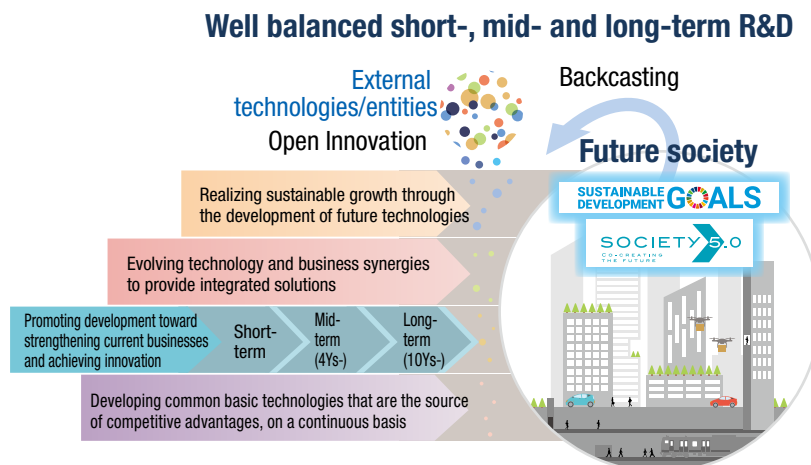 Well balanced short-, mid- and long-term R&D
External
technologies/entities
Open Innovation
Backcasting
Future society
SUSTAINABLE
DEVELOPMENT
GOALS
SOCIETY 5.0
CO-CREATING
THE FUTURE
Realizing sustainable growth through
the development of future technologies
Evolving technology and business synergies
to provide integrated solutions
Promoting development toward
strengthening current businesses
and achieving innovation
Short-
term
Mid-
term
(4Ys-)
Long-
term
(10Ys-)
Developing common basic technologies that are the source
of competitive advantages, on a continuous basis